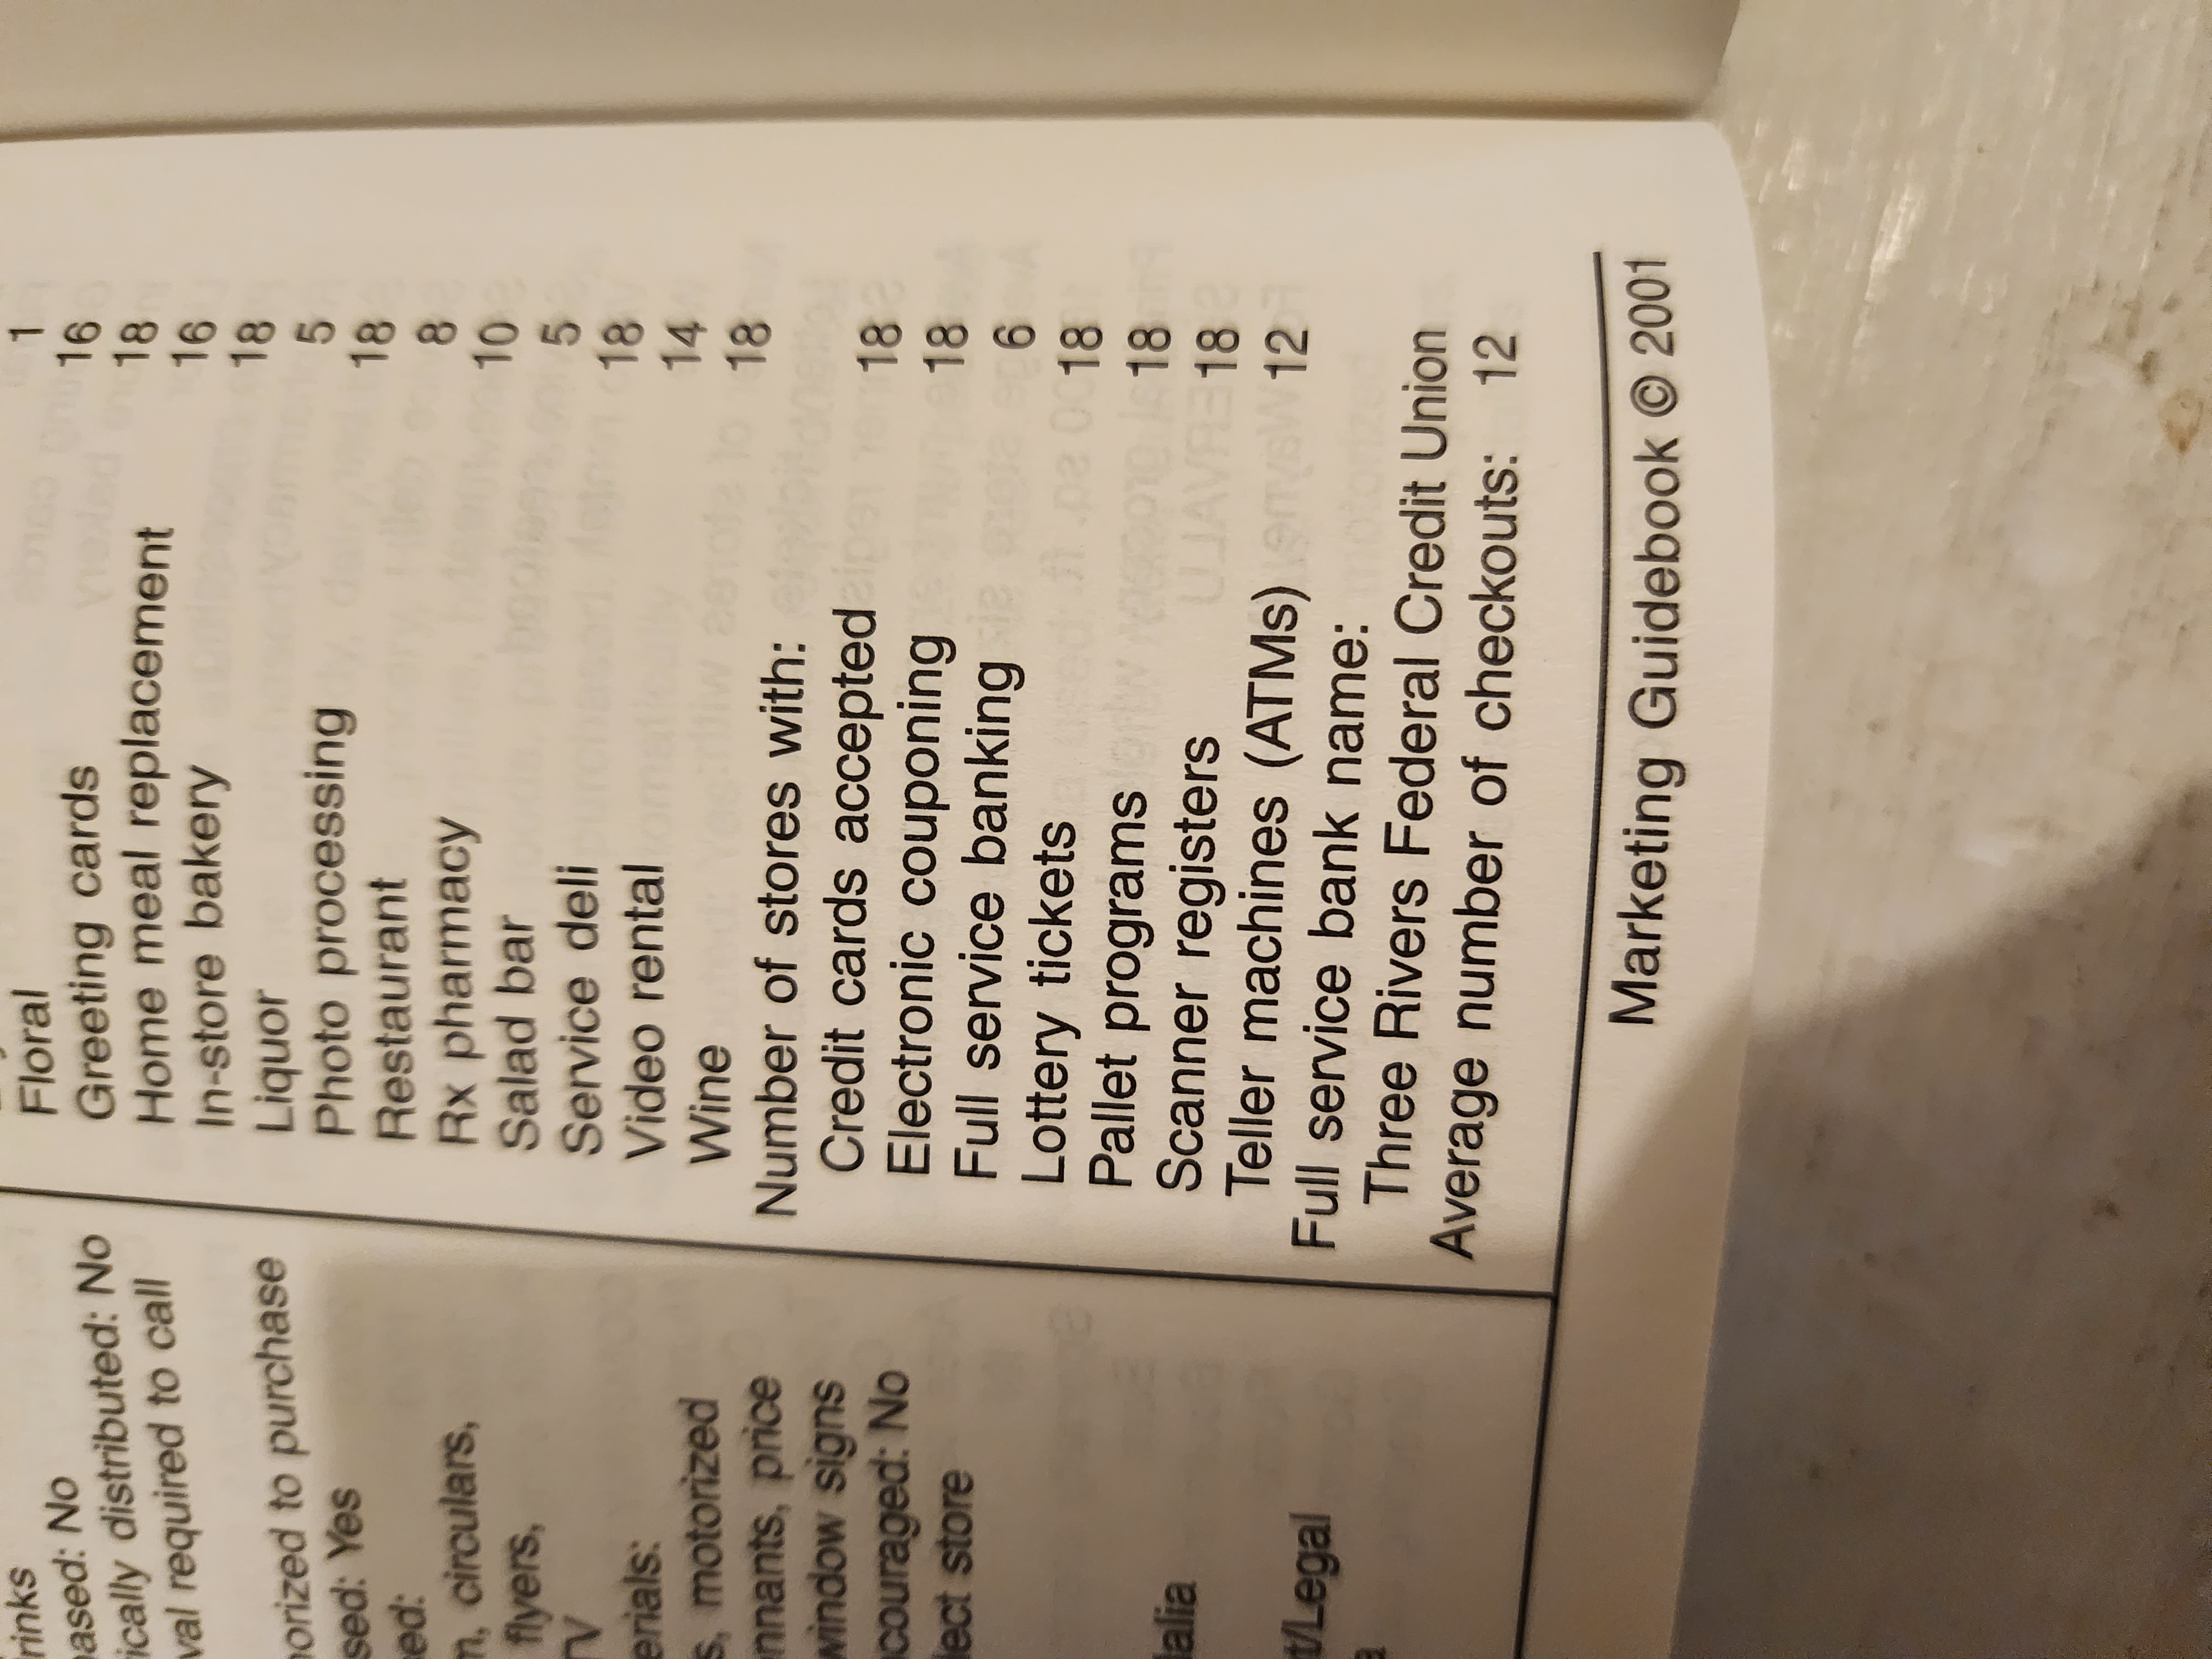 rinks
ased: No
ically distributed: No
val required to call
orized to purchase
sed: Yes
ed:
n, circulars,
flyers,
erials:
s, motorized
nnants, price
window signs
couraged: No
lect store
dalia
t/Legal
1
Floral 16
Greeting cards 18
Home meal replacement 16
In-store bakery 18
Liquor 5
Photo processing 18
Restaurant 8
Rx pharmacy 10
Salad bar 5
Service deli 18
Video rental 14
Wine 18
Number of stores with:
Credit cards accepted 18
Electronic couponing 18
Full service banking 6
Lottery tickets 18
Pallet programs 18
Scanner registers 18
Teller machines (ATMs) 12
Full service bank name:
Three Rivers Federal Credit Union
Average number of checkouts: 12
Marketing Guidebook © 2001